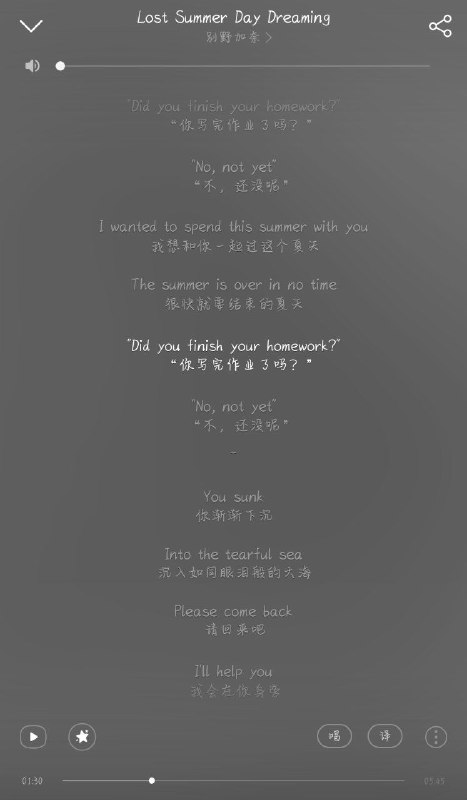 Lost Summer Day Dreaming
别野加奈 >
"Did you finish your homework?"
“你写完作业了吗？”
"No, not yet"
“不，还没呢”
I wanted to spend this summer with you
我想和你一起过这个夏天
The summer is over in no time
很快就要结束的夏天
"Did you finish your homework?"
“你写完作业了吗？”
"No, not yet"
“不，还没呢”
~
You sunk
你渐渐下沉
Into the tearful sea
沉入如同眼泪般的大海
Please come back
请回来吧
I'll help you
我会在你身旁
唱
译
01:30
05:45